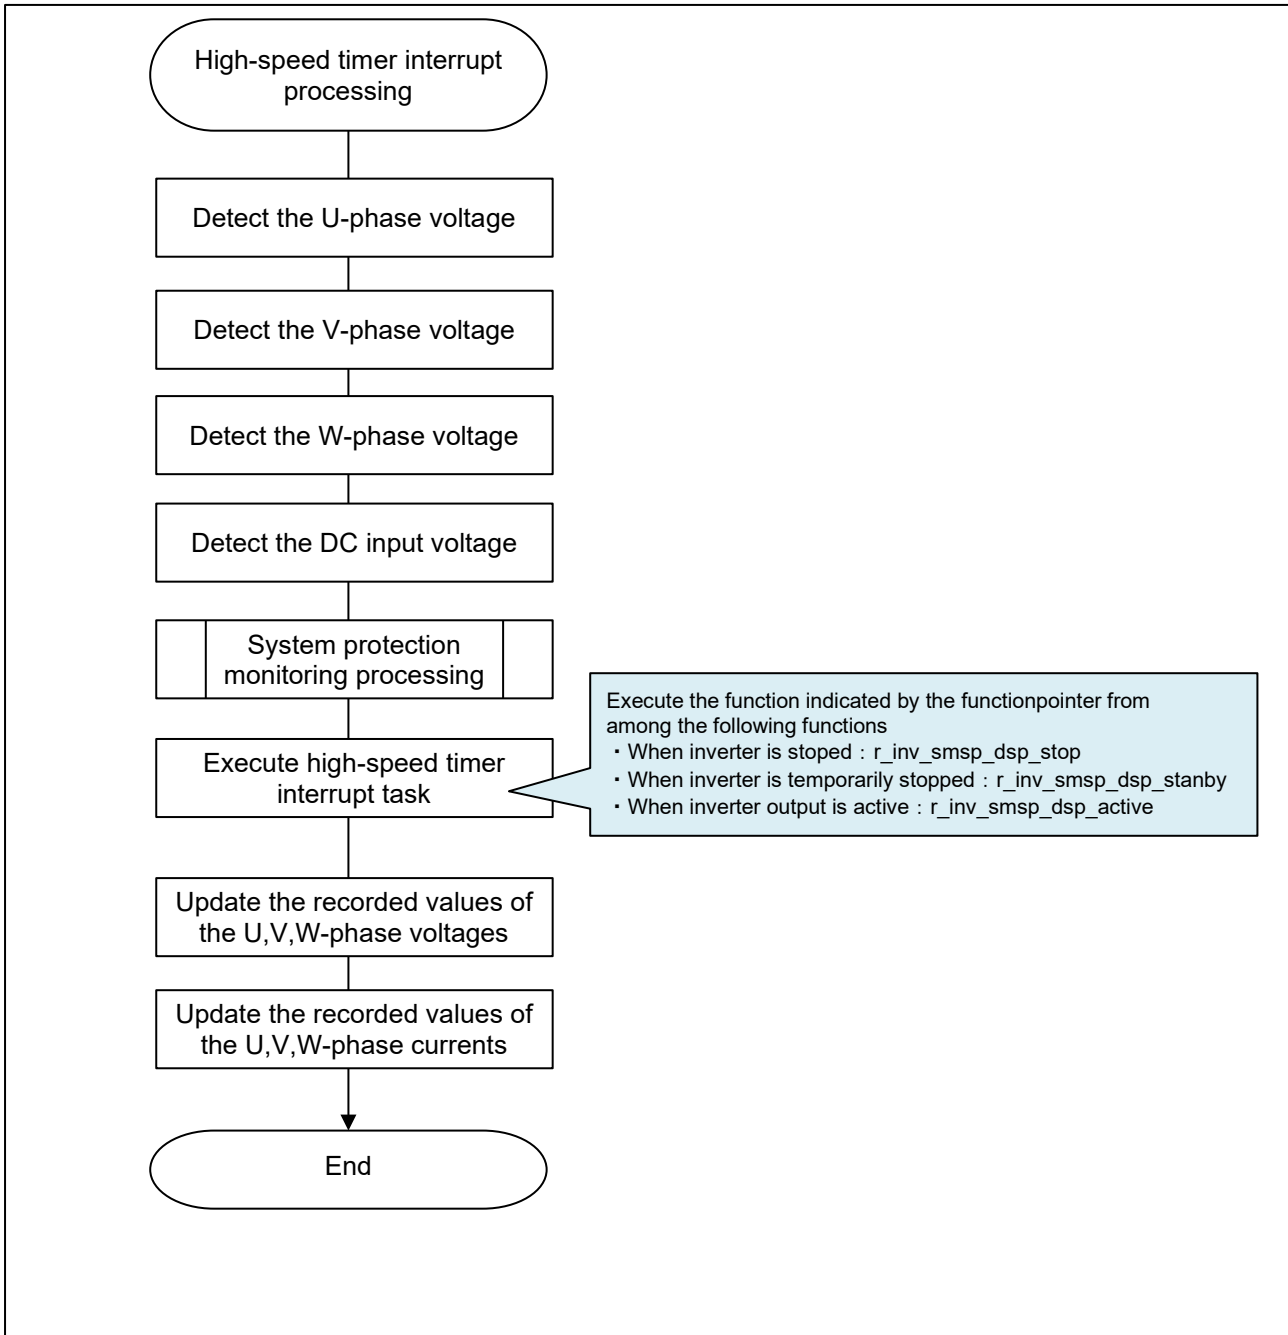 High-speed timer interrupt
processing
Detect the U-phase voltage
Detect the V-phase voltage
Detect the W-phase voltage
Detect the DC input voltage
System protection
monitoring processing
Execute high-speed timer
interrupt task
Execute the function indicated by the functionpointer from
among the following functions
・When inverter is stoped：r_inv_smsp_dsp_stop
・When inverter is temporarily stopped：r_inv_smsp_dsp_stanby
・When inverter output is active：r_inv_smsp_dsp_active
Update the recorded values of
the U,V,W-phase voltages
Update the recorded values of
the U,V,W-phase currents
End